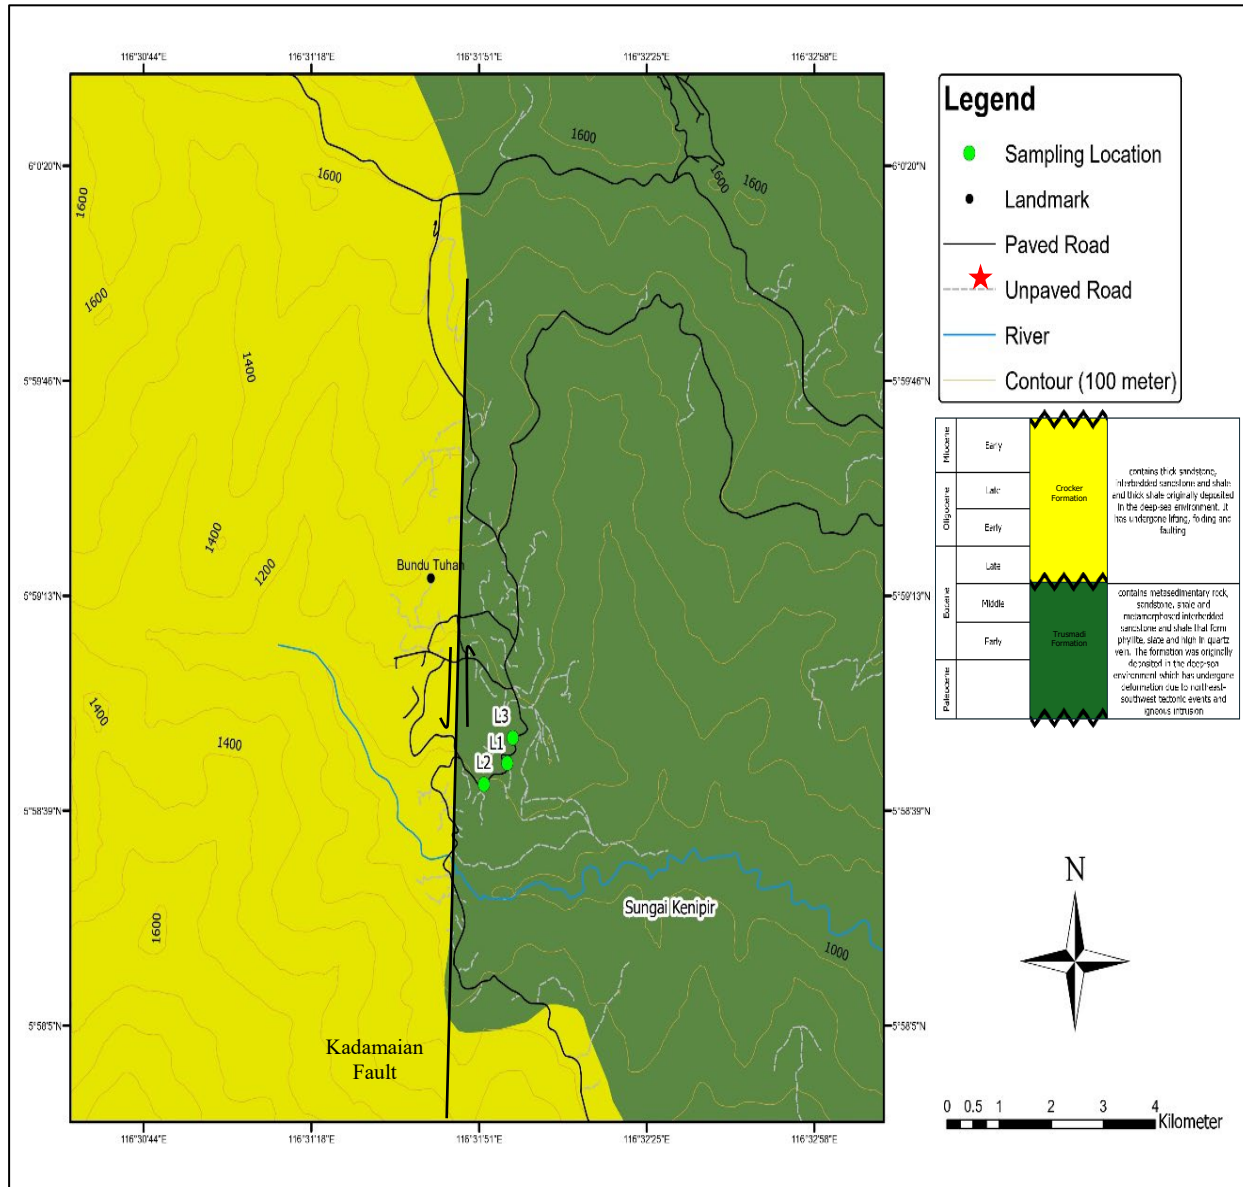 116°30'44"E 116°31'18"E 116°31'51"E 116°32'25"E 116°32'58"E
6°0'20"N
6°0'20"N
5°59'46"N
5°59'46"N
5°59'13"N
5°59'13"N
5°58'39"N
5°58'39"N
5°58'5"N
5°58'5"N
1600
1600
1600
1600
1600
1600
1400
1400
1200
Bundu Tuhan
1400
1400
L3
L1
L2
Sungai Kenipir
1600
1000
Kadamaian
Fault
116°30'44"E 116°31'18"E 116°31'51"E 116°32'25"E 116°32'58"E
Legend
Sampling Location
Landmark
Paved Road
Unpaved Road
River
Contour (100 meter)
Miocene
Early
Oligocene
Late
Early
Eocene
Late
Middle
Early
Paleocene
Crocker
Formation
contains thick sandstone,
interbedded sandstone and shale
and thick shale originally deposited
in the deep-sea environment. It
has undergone lifting, folding and
faulting
Trusmadi
Formation
contains metasedimentary rock,
sandstone, shale and
metamorphosed interbedded
sandstone and shale that form
phyllite, slate and high in quartz
vein. The formation was originally
deposited in the deep-sea
environment which has undergone
deformation due to northeast-
southwest tectonic events and
igneous intrusion
N
0 0.5 1 2 3 4
Kilometer